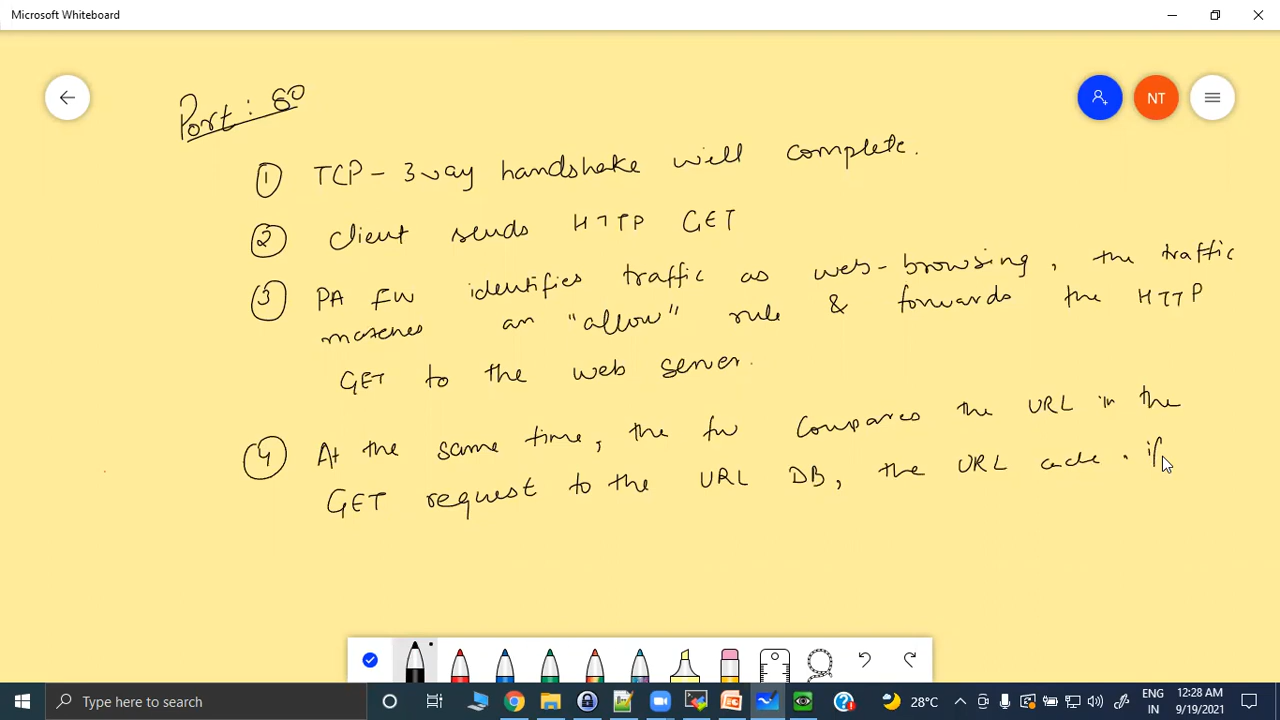 Microsoft Whiteboard
NT
Port: 80
① TCP - 3 way handshake will complete.
② Client sends HTTP GET
③ PA FW identifies traffic as web-browsing, the traffic
matches an "allow" rule & forwards the HTTP
GET to the web server.
④ At the same time, the fw compares the URL in the
GET request to the URL DB, the URL cache. if
Type here to search
28°C
ENG
IN
12:28 AM
9/19/2021